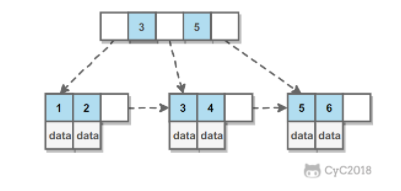 3 5
1 2 3 4 5 6
data data data data data data
CyC2018